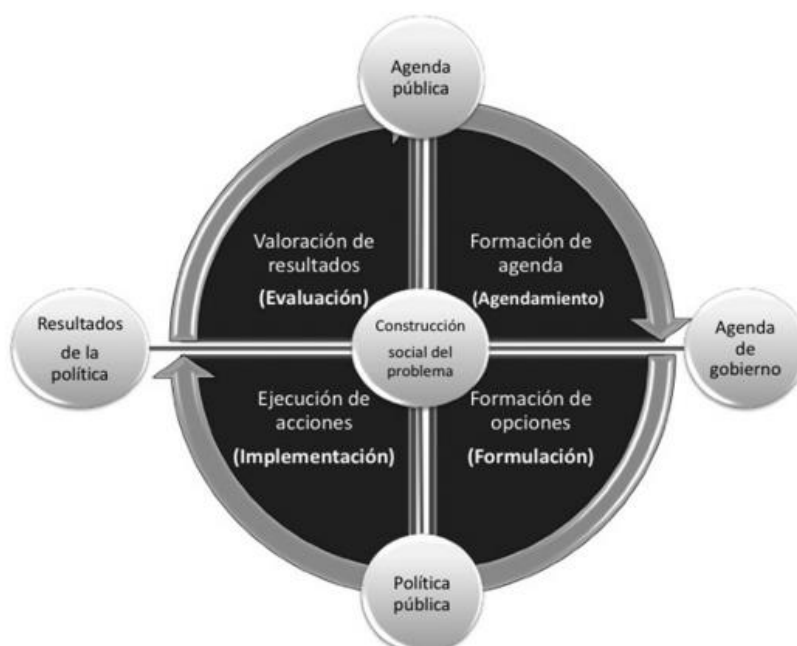 Agenda
pública
Valoración de
resultados
(Evaluación)
Formación de
agenda
(Agendamiento)
Resultados
de la
política
Construcción
social del
problema
Agenda
de
gobierno
Ejecución de
acciones
(Implementación)
Formación de
opciones
(Formulación)
Política
pública